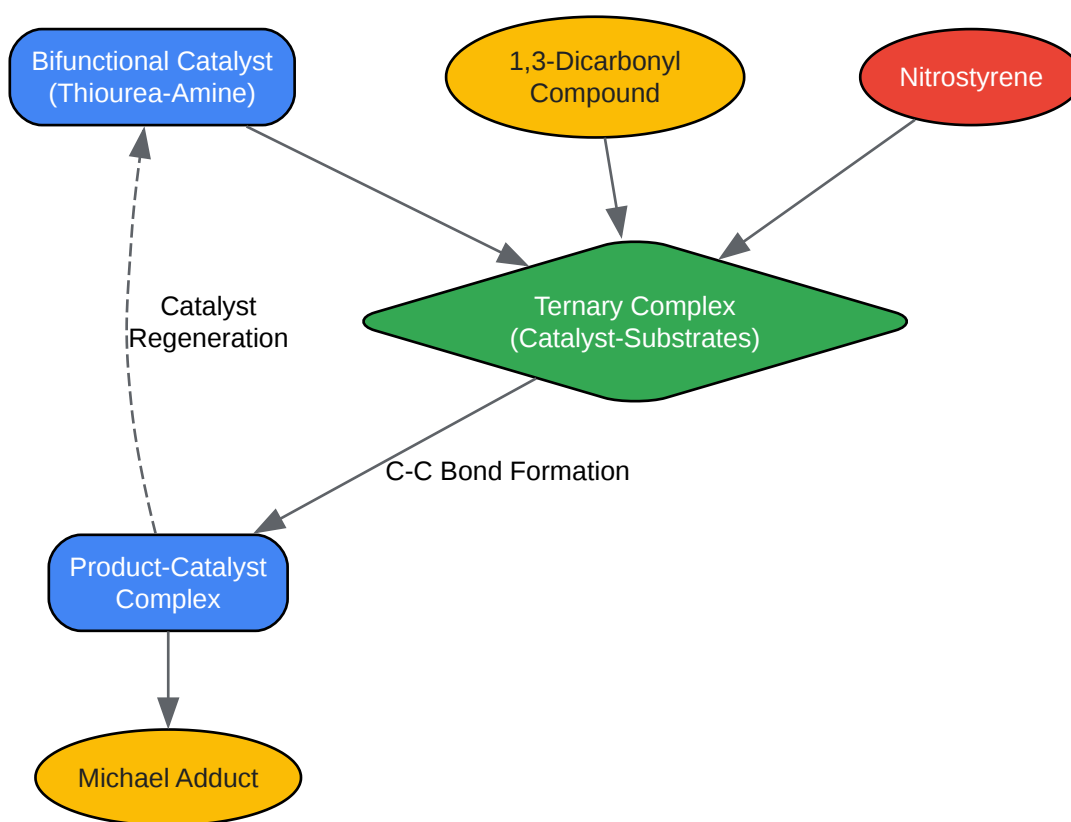 Bifunctional Catalyst
(Thiourea-Amine)
1,3-Dicarbonyl
Compound
Nitrostyrene
Ternary Complex
(Catalyst-Substrates)
Catalyst
Regeneration
C-C Bond Formation
Product-Catalyst
Complex
Michael Adduct